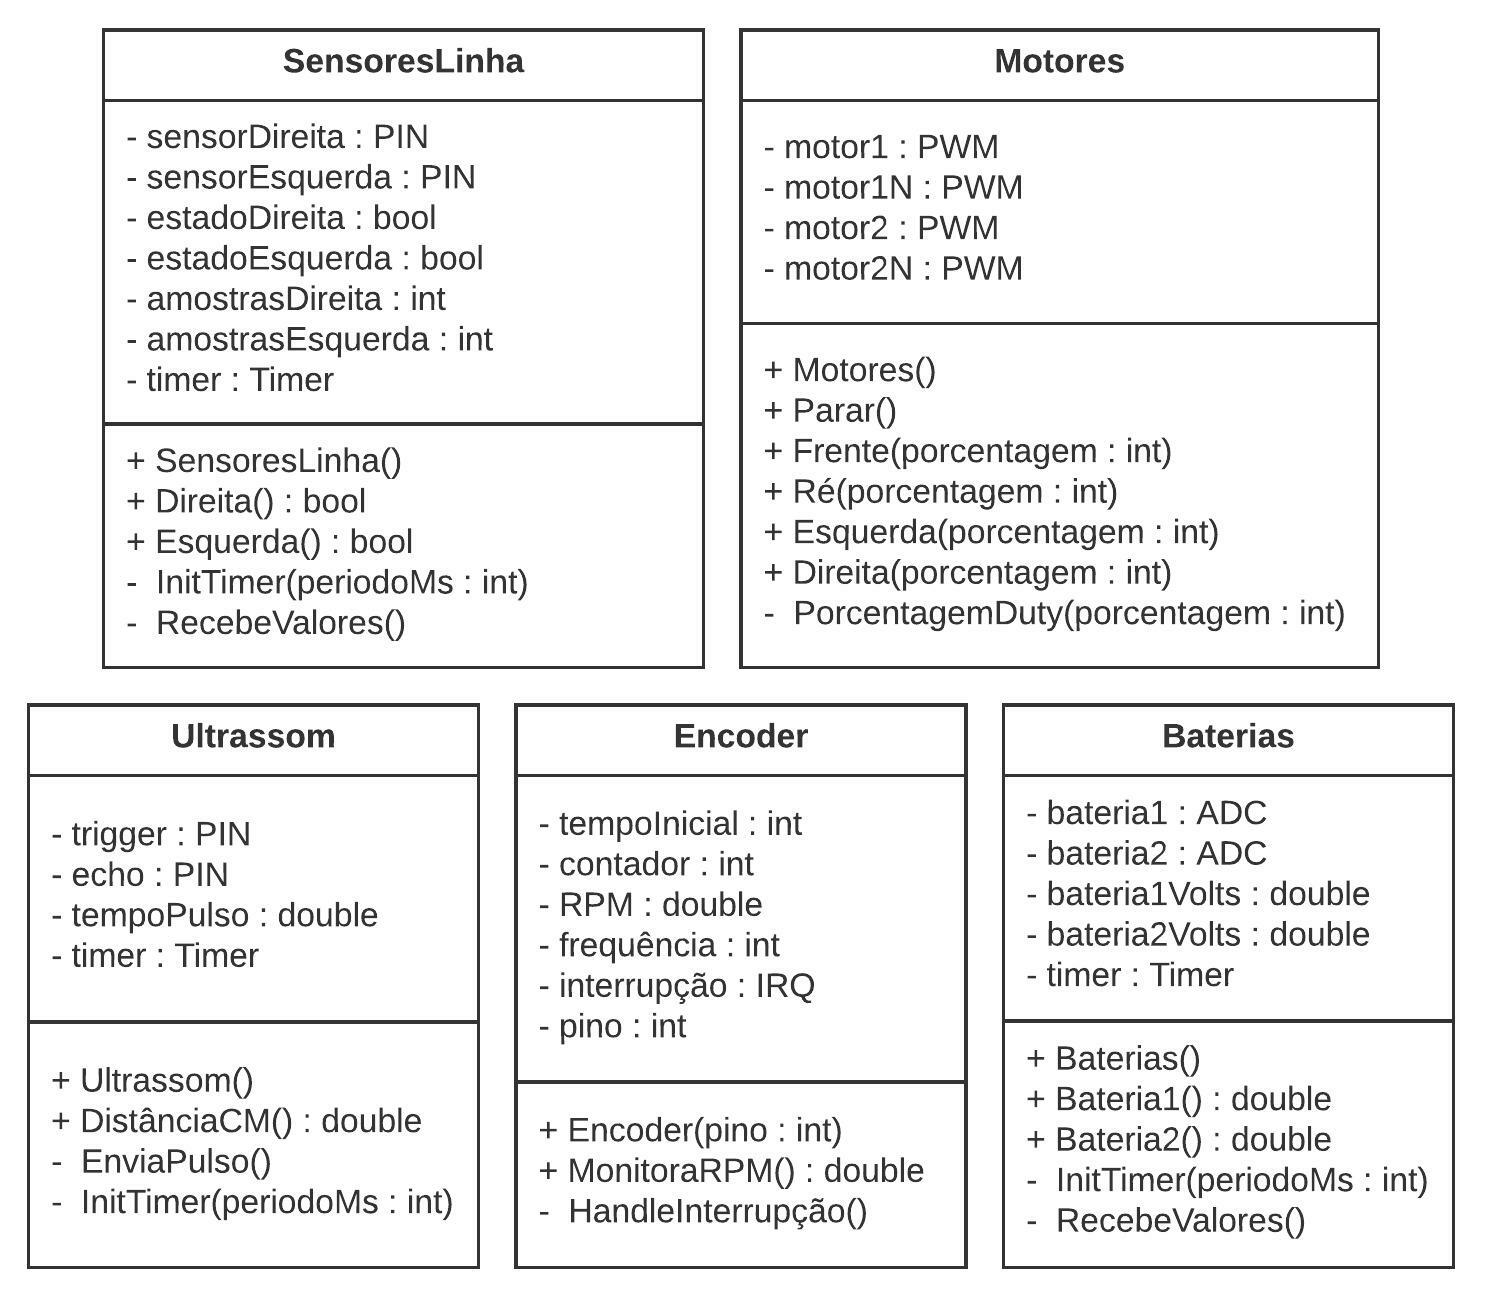 SensoresLinha
- sensorDireita : PIN
- sensorEsquerda : PIN
- estadoDireita : bool
- estadoEsquerda : bool
- amostrasDireita : int
- amostrasEsquerda : int
- timer : Timer
+ SensoresLinha()
+ Direita() : bool
+ Esquerda() : bool
- InitTimer(periodoMs : int)
- RecebeValores()
Motores
- motor1 : PWM
- motor1N : PWM
- motor2 : PWM
- motor2N : PWM
+ Motores()
+ Parar()
+ Frente(porcentagem : int)
+ Ré(porcentagem : int)
+ Esquerda(porcentagem : int)
+ Direita(porcentagem : int)
- PorcentagemDuty(porcentagem : int)
Ultrassom
- trigger : PIN
- echo : PIN
- tempoPulso : double
- timer : Timer
+ Ultrassom()
+ DistânciaCM() : double
- EnviaPulso()
- InitTimer(periodoMs : int)
Encoder
- tempoInicial : int
- contador : int
- RPM : double
- frequência : int
- interrupção : IRQ
- pino : int
+ Encoder(pino : int)
+ MonitoraRPM() : double
- HandleInterrupção()
Baterias
- bateria1 : ADC
- bateria2 : ADC
- bateria1Volts : double
- bateria2Volts : double
- timer : Timer
+ Baterias()
+ Bateria1() : double
+ Bateria2() : double
- InitTimer(periodoMs : int)
- RecebeValores()